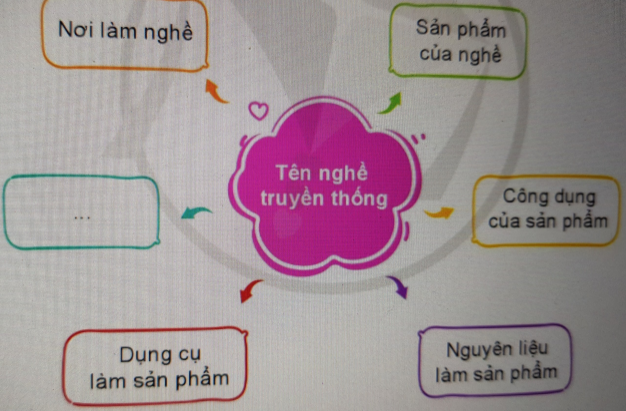 Nơi làm nghề
Sản phẩm
của nghề
Tên nghề
truyền thống
...
Công dụng
của sản phẩm
Dụng cụ
làm sản phẩm
Nguyên liệu
làm sản phẩm